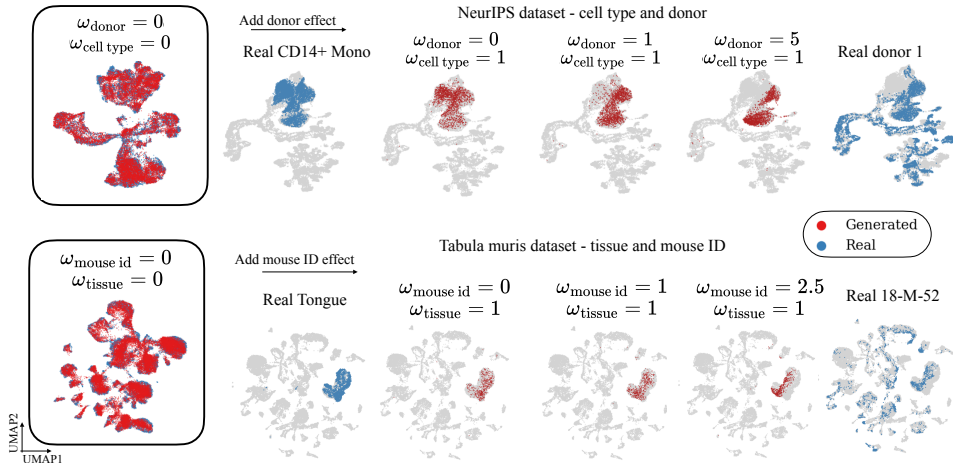 NeurIPS dataset - cell type and donor
ω_donor = 0
ω_cell type = 0
Add donor effect
Real CD14+ Mono
ω_donor = 0
ω_cell type = 1
ω_donor = 1
ω_cell type = 1
ω_donor = 5
ω_cell type = 1
Real donor 1
Generated
Real
Tabula muris dataset - tissue and mouse ID
ω_mouse id = 0
ω_tissue = 0
Add mouse ID effect
Real Tongue
ω_mouse id = 0
ω_tissue = 1
ω_mouse id = 1
ω_tissue = 1
ω_mouse id = 2.5
ω_tissue = 1
Real 18-M-52
UMAP2
UMAP1